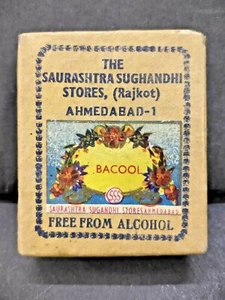 THE
SAURASHTRA SUGHANDHI
STORES, (Rajkot)
AHMEDABAD-1
BACOOL
SSS
SAURASHTRA SUGANDHI STORES AHMEDABAD
FREE FROM ALCOHOL